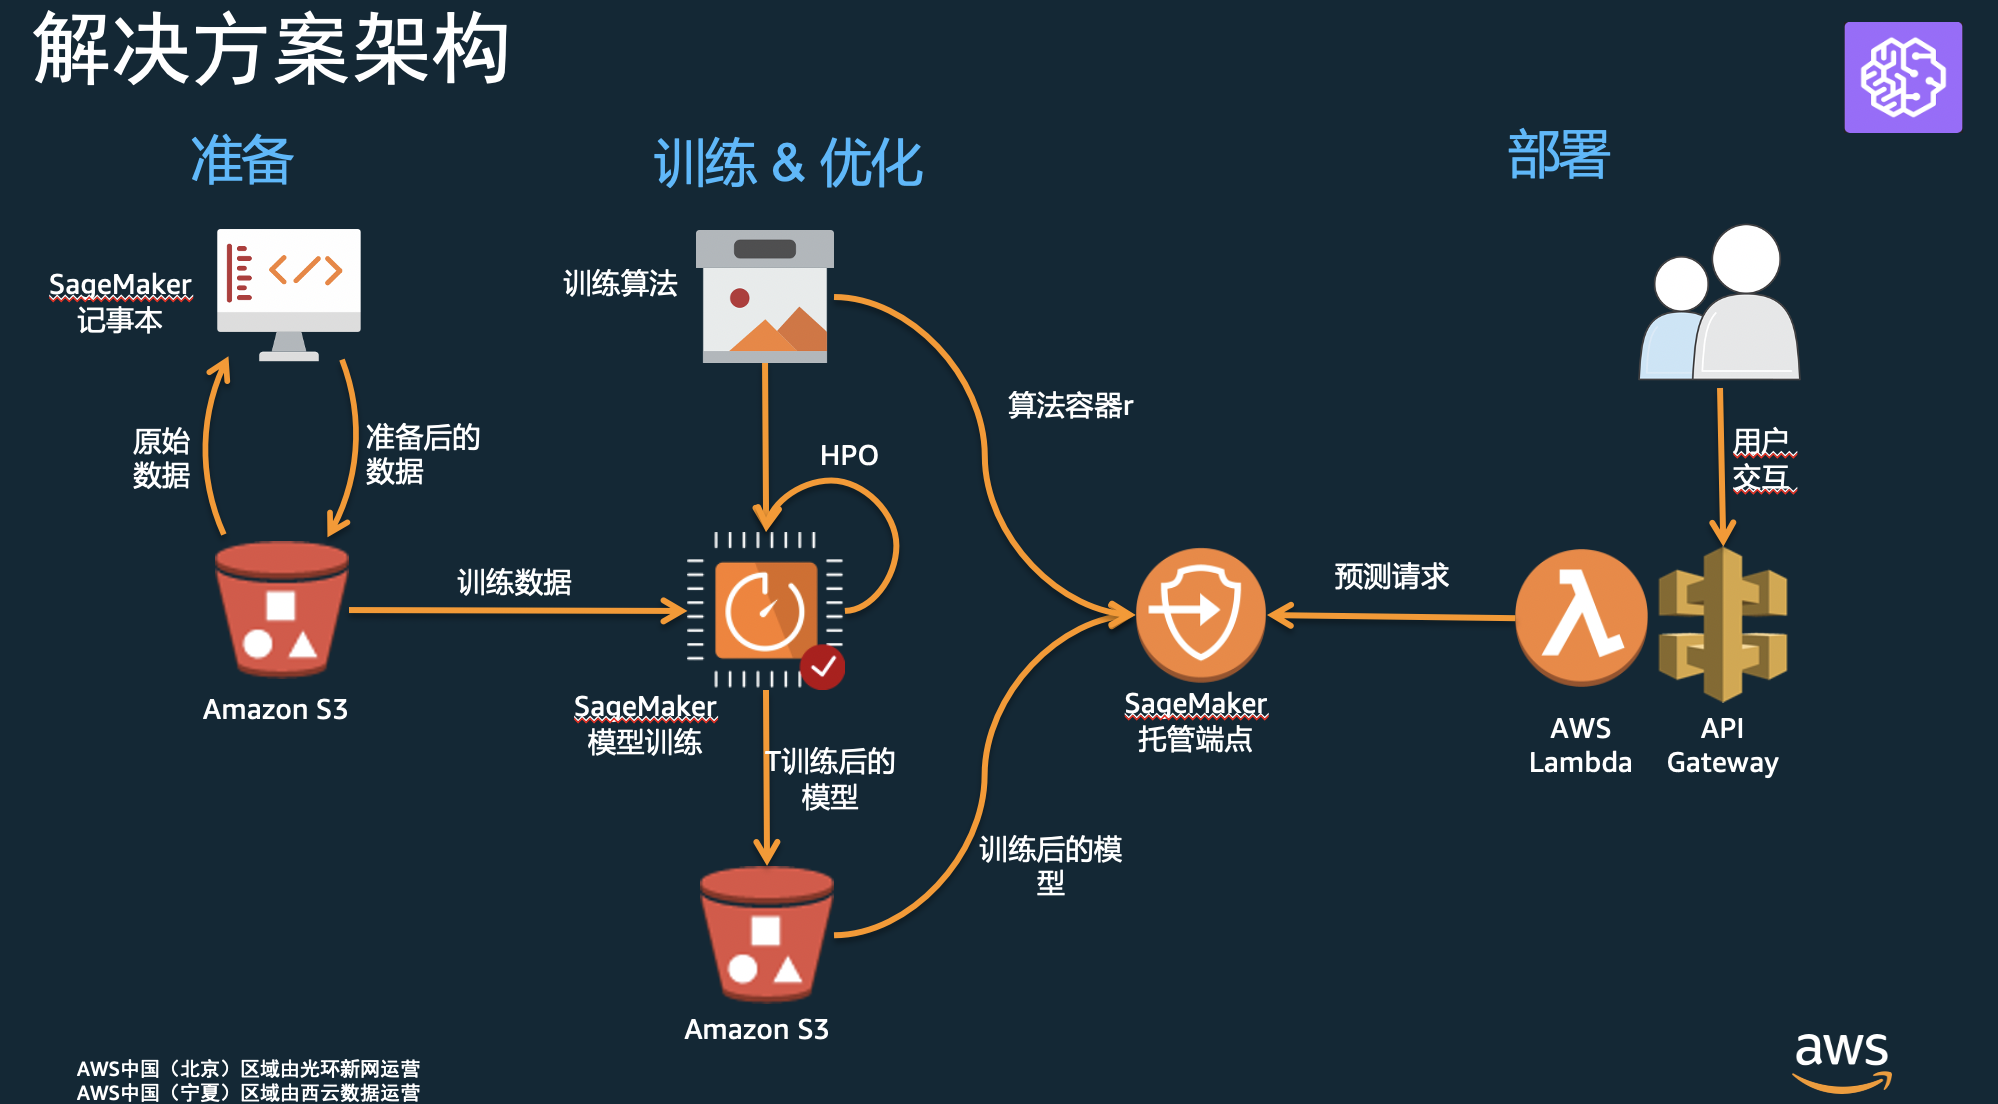 解决方案架构
准备
训练 & 优化
部署
SageMaker
记事本
训练算法
原始
数据
准备后的
数据
算法容器r
HPO
用户
交互
训练数据
预测请求
Amazon S3
SageMaker
模型训练
SageMaker
托管端点
AWS
Lambda
API
Gateway
T训练后的
模型
训练后的模
型
Amazon S3
AWS中国（北京）区域由光环新网运营
AWS中国（宁夏）区域由西云数据运营
aws